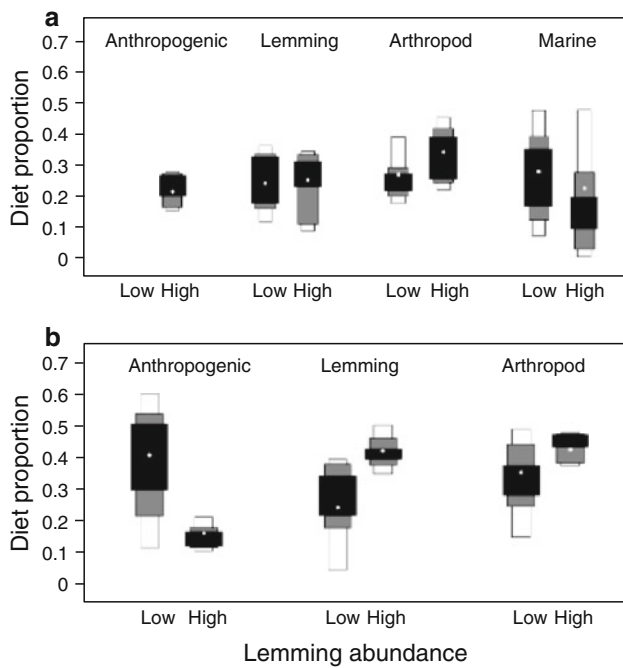 a
Anthropogenic Lemming Arthropod Marine
0.7
0.6
0.5
0.4
0.3
0.2
0.1
0
Diet proportion
Low High Low High Low High Low High
b
Anthropogenic Lemming Arthropod
0.7
0.6
0.5
0.4
0.3
0.2
0.1
0
Diet proportion
Low High Low High Low High
Lemming abundance